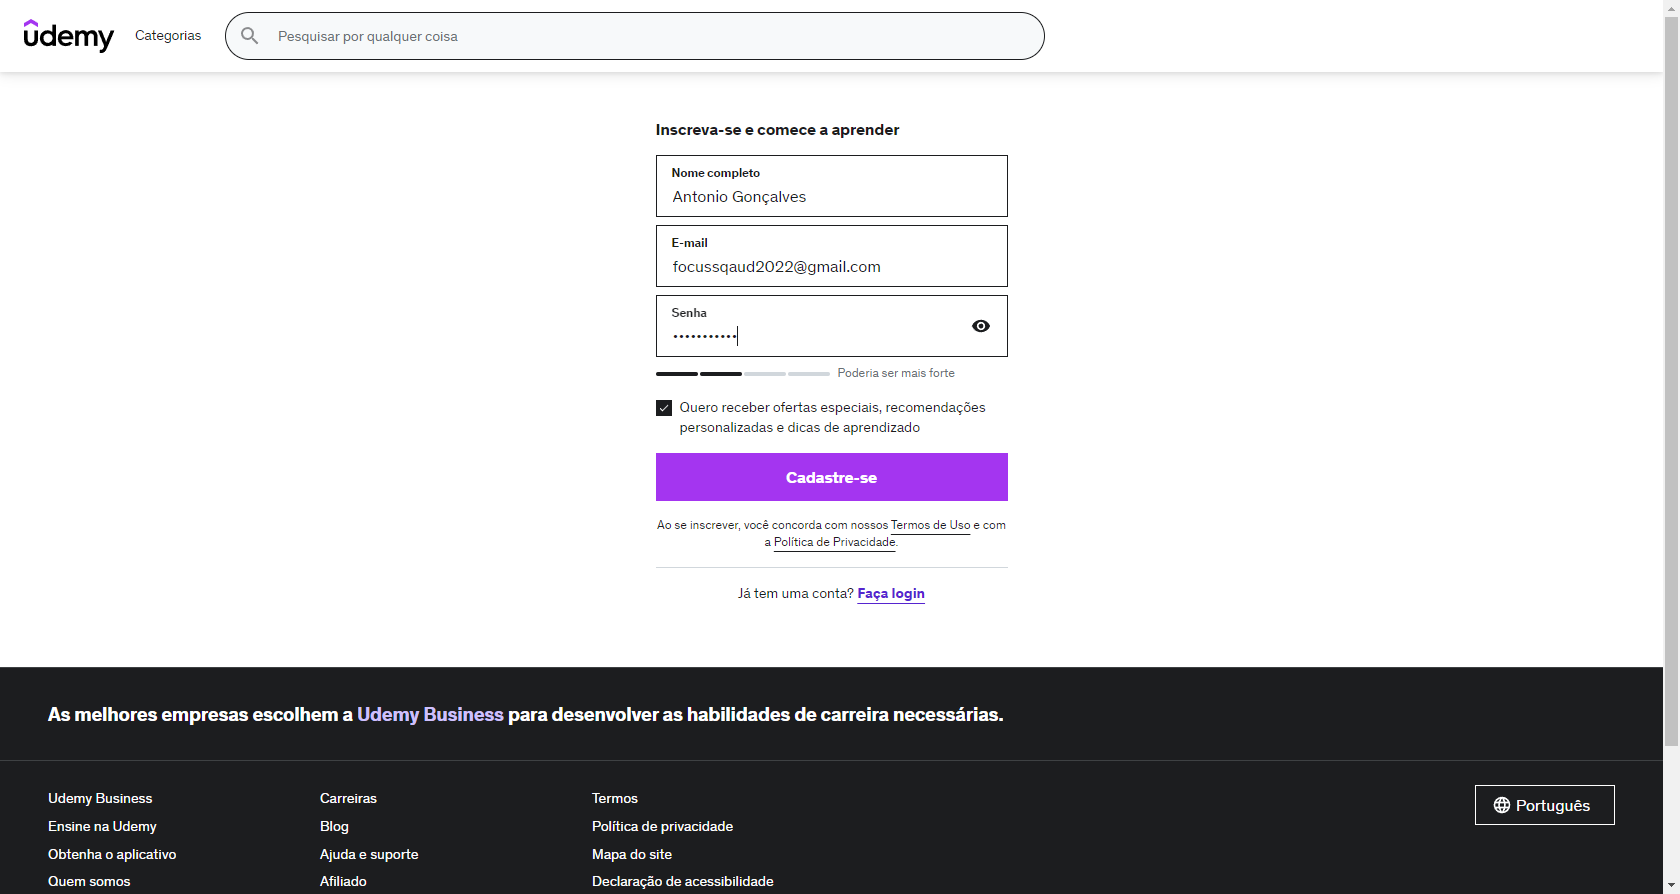 udemy
Categorias
Pesquisar por qualquer coisa
Inscreva-se e comece a aprender
Nome completo
Antonio Gonçalves
E-mail
focussqaud2022@gmail.com
Senha
•••••••••••
Poderia ser mais forte
Quero receber ofertas especiais, recomendações
personalizadas e dicas de aprendizado
Cadastre-se
Ao se inscrever, você concorda com nossos Termos de Uso e com
a Política de Privacidade.
Já tem uma conta? Faça login
As melhores empresas escolhem a Udemy Business para desenvolver as habilidades de carreira necessárias.
Udemy Business
Ensine na Udemy
Obtenha o aplicativo
Quem somos
Carreiras
Blog
Ajuda e suporte
Afiliado
Termos
Política de privacidade
Mapa do site
Declaração de acessibilidade
Português